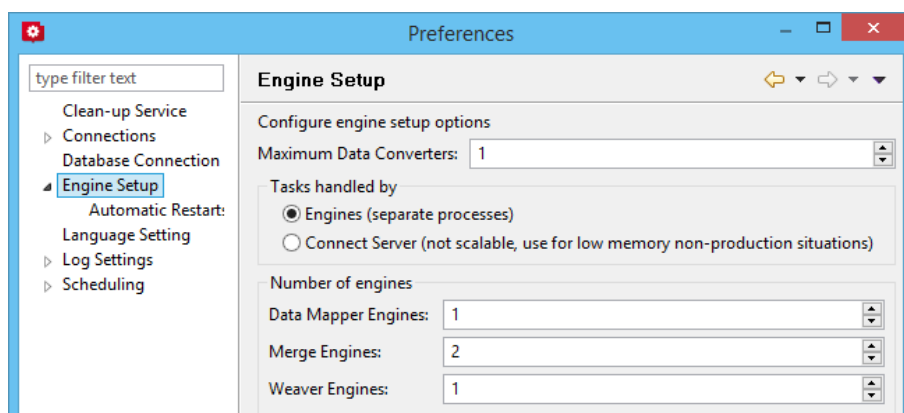 Preferences
type filter text
Clean-up Service
Connections
Database Connection
Engine Setup
Automatic Restarts
Language Setting
Log Settings
Scheduling
Engine Setup
Configure engine setup options
Maximum Data Converters: 1
Tasks handled by
Engines (separate processes)
Connect Server (not scalable, use for low memory non-production situations)
Number of engines
Data Mapper Engines: 1
Merge Engines: 2
Weaver Engines: 1